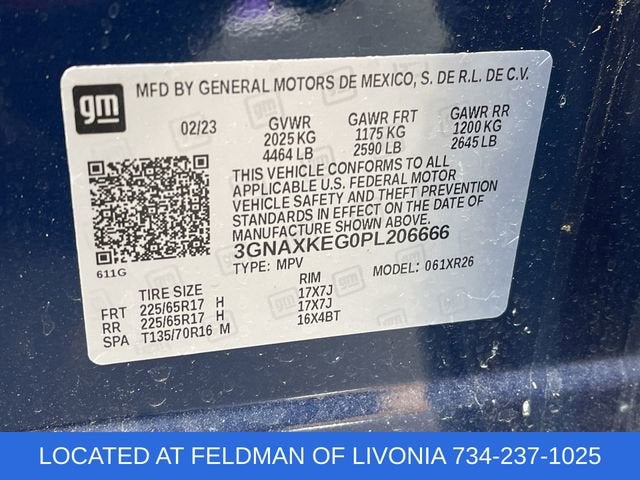 gm
MFD BY GENERAL MOTORS DE MEXICO, S. DE R.L. DE C.V.
02/23 GVWR GAWR FRT GAWR RR
2025 KG 1175 KG 1200 KG
4464 LB 2590 LB 2645 LB
THIS VEHICLE CONFORMS TO ALL
APPLICABLE U.S. FEDERAL MOTOR
VEHICLE SAFETY AND THEFT PREVENTION
STANDARDS IN EFFECT ON THE DATE OF
MANUFACTURE SHOWN ABOVE.
3GNAXKEG0PL206666
TYPE: MPV MODEL: 061XR26
611G
TIRE SIZE RIM
FRT 225/65R17 H 17X7J
RR 225/65R17 H 17X7J
SPA T135/70R16 M 16X4BT
LOCATED AT FELDMAN OF LIVONIA 734-237-1025